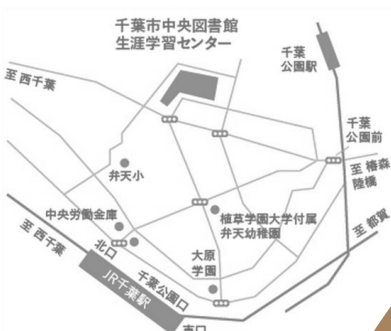 千葉市中央図書館
生涯学習センター
千葉
公園駅
至 西千葉
千葉
公園前
至 椿森
陸橋
弁天小
植草学園大学付属
弁天幼稚園
中央労働金庫
至 都賀
至 西千葉
北口
大原
学園
千葉公園口
JR千葉駅